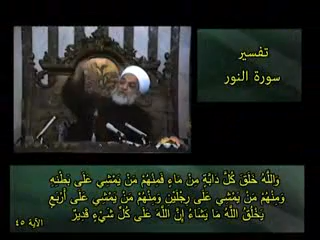 تفسير
سورة النور
وَاللَّهُ خَلَقَ كُلَّ دَابَّةٍ مِنْ مَاءٍ فَمِنْهُمْ مَنْ يَمْشِي عَلَى بَطْنِهِ
وَمِنْهُمْ مَنْ يَمْشِي عَلَى رِجْلَيْنِ وَمِنْهُمْ مَنْ يَمْشِي عَلَى أَرْبَعٍ
يَخْلُقُ اللَّهُ مَا يَشَاءُ إِنَّ اللَّهَ عَلَى كُلِّ شَيْءٍ قَدِيرٌ
الآية ٤٥